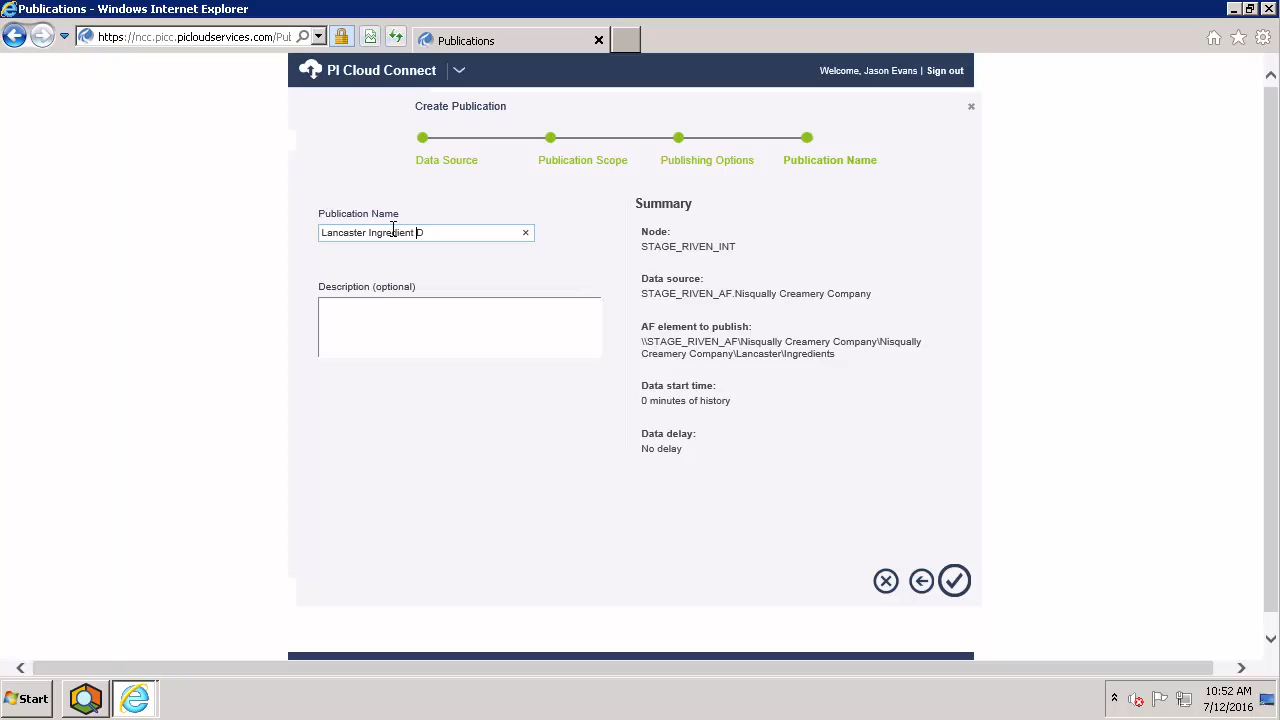 Publications - Windows Internet Explorer
https://ncc.picc.picloudservices.com/Pul
Publications
PI Cloud Connect
Welcome, Jason Evans | Sign out
Create Publication
Data Source
Publication Scope
Publishing Options
Publication Name
Publication Name
Lancaster Ingredient D
Description (optional)
Summary
Node:
STAGE_RIVEN_INT
Data source:
STAGE_RIVEN_AF.Nisqually Creamery Company
AF element to publish:
\\STAGE_RIVEN_AF\Nisqually Creamery Company\Nisqually
Creamery Company\Lancaster\Ingredients
Data start time:
0 minutes of history
Data delay:
No delay
Start
10:52 AM
7/12/2016